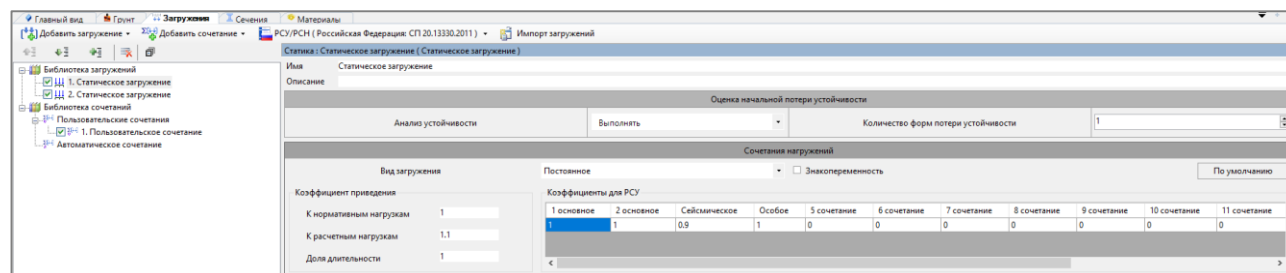 Главный вид Грунт Загружения Сечения Материалы
Добавить загружение Добавить сочетание РСУ/РСН ( Российская Федерация: СП 20.13330.2011 ) Импорт загружений
Статика : Статическое загружение ( Статическое загружение )
Библиотека загружений
1. Статическое загружение
2. Статическое загружение
Библиотека сочетаний
Пользовательские сочетания
1. Пользовательское сочетание
Автоматическое сочетание
Имя Статическое загружение
Описание
Оценка начальной потери устойчивости
Анализ устойчивости Выполнять Количество форм потери устойчивости 1
Сочетания нагружений
Вид загружения Постоянное Знакопеременность По умолчанию
Коэффициент приведения
К нормативным нагрузкам 1
К расчетным нагрузкам 1.1
Доля длительности 1
Коэффициенты для РСУ
1 основное 2 основное Сейсмическое Особое 5 сочетание 6 сочетание 7 сочетание 8 сочетание 9 сочетание 10 сочетание 11 сочетание
1 1 0.9 1 0 0 0 0 0 0 0